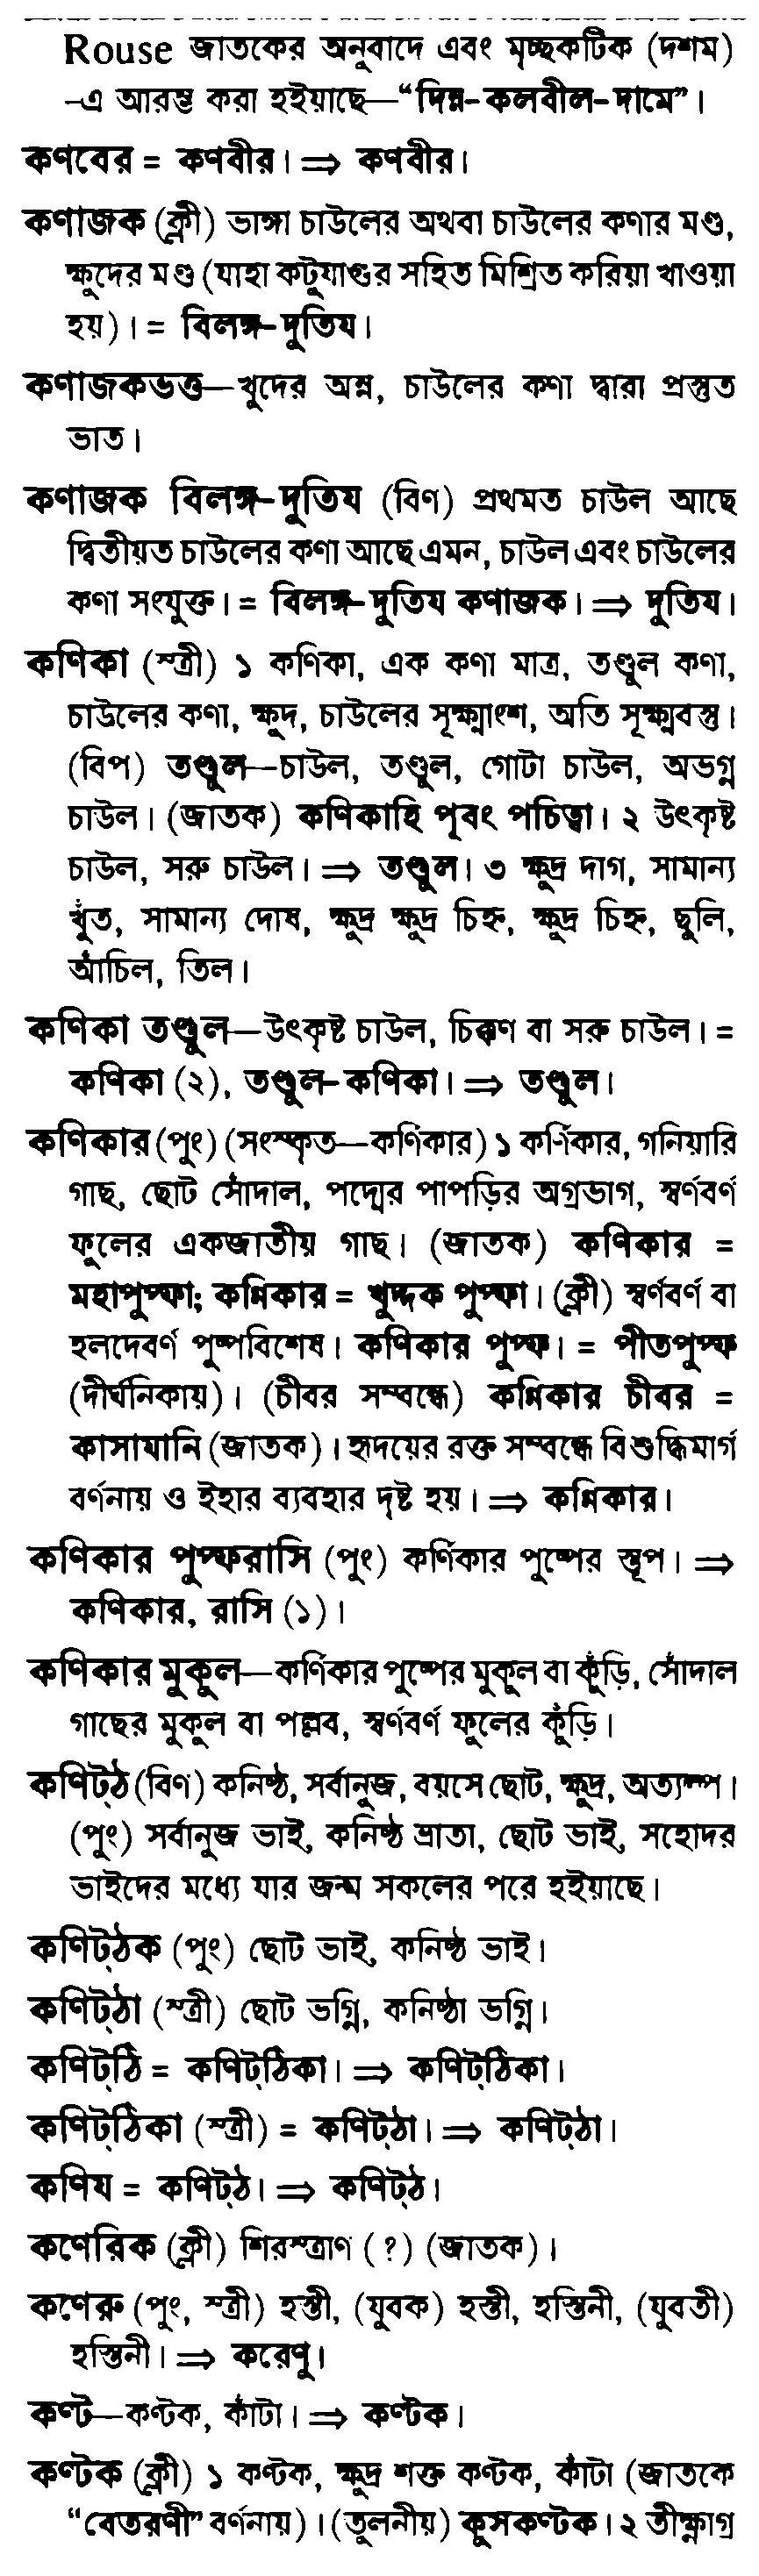 Rouse জাতকের অনুবাদে এবং মৃচ্ছকটিক (দশম)
-এ আরম্ভ করা হইয়াছে—“দিন্ন-কলবীল-দামে”।
কণবের = কণবীর। ⇒ কণবীর।
কণাজক (ক্লী) ভাঙ্গা চাউলের অথবা চাউলের কণার মণ্ড,
ক্ষুদের মণ্ড (যাহা কটুযাগুর সহিত মিশ্রিত করিয়া খাওয়া
হয়)। = বিলঙ্গ-দুতিয।
কণাজকভত্ত—খুদের অন্ন, চাউলের কণা দ্বারা প্রস্তুত
ভাত।
কণাজক বিলঙ্গ-দুতিয (বিণ) প্রথমত চাউল আছে
দ্বিতীয়ত চাউলের কণা আছে এমন, চাউল এবং চাউলের
কণা সংযুক্ত। = বিলঙ্গ-দুতিয কণাজক। ⇒ দুতিয।
কণিকা (স্ত্রী) ১ কণিকা, এক কণা মাত্র, তণ্ডুল কণা,
চাউলের কণা, ক্ষুদ, চাউলের সূক্ষ্মাংশ, অতি সূক্ষ্মবস্তু।
(বিপ) তণ্ডুল—চাউল, তণ্ডুল, গোটা চাউল, অভগ্ন
চাউল। (জাতক) কণিকাহি পূবং পচিত্বা। ২ উৎকৃষ্ট
চাউল, সরু চাউল। ⇒ তণ্ডুল। ৩ ক্ষুদ্র দাগ, সামান্য
খুঁত, সামান্য দোষ, ক্ষুদ্র ক্ষুদ্র চিহ্ন, ক্ষুদ্র চিহ্ন, ছুলি,
আঁচিল, তিল।
কণিকা তণ্ডুল—উৎকৃষ্ট চাউল, চিক্কণ বা সরু চাউল। =
কণিকা (২), তণ্ডুল-কণিকা। ⇒ তণ্ডুল।
কণিকার (পুং) (সংস্কৃত—কর্ণিকার) ১ কর্ণিকার, গনিয়ারি
গাছ, ছোট সোঁদাল, পদ্মের পাপড়ির অগ্রভাগ, স্বর্ণবর্ণ
ফুলের একজাতীয় গাছ। (জাতক) কণিকার =
মহাপুপ্ফা; কণ্ণিকার = খুদ্দক পুপ্ফা। (ক্লী) স্বর্ণবর্ণ বা
হলদেবর্ণ পুষ্পবিশেষ। কণিকার পুপ্ফ। = পীতপুপ্ফ
(দীর্ঘনিকায়)। (চীবর সম্বন্ধে) কণ্ণিকার চীবর =
কাসাযানি (জাতক)। হৃদয়ের রক্ত সম্বন্ধে বিশুদ্ধিমার্গ
বর্ণনায় ও ইহার ব্যবহার দৃষ্ট হয়। ⇒ কণ্ণিকার।
কণিকার পুপ্ফরাসি (পুং) কর্ণিকার পুষ্পের স্তূপ। ⇒
কণিকার, রাসি (১)।
কণিকার মুকুল—কর্ণিকার পুষ্পের মুকুল বা কুঁড়ি, সোঁদাল
গাছের মুকুল বা পল্লব, স্বর্ণবর্ণ ফুলের কুঁড়ি।
কণিট্ঠ (বিণ) কনিষ্ঠ, সর্বানুজ, বয়সে ছোট, ক্ষুদ্র, অত্যল্প।
(পুং) সর্বানুজ ভাই, কনিষ্ঠ ভ্রাতা, ছোট ভাই, সহোদর
ভাইদের মধ্যে যার জন্ম সকলের পরে হইয়াছে।
কণিট্ঠক (পুং) ছোট ভাই, কনিষ্ঠ ভাই।
কণিট্ঠা (স্ত্রী) ছোট ভগ্নি, কনিষ্ঠা ভগ্নি।
কণিট্ঠি = কণিট্ঠিকা। ⇒ কণিট্ঠিকা।
কণিট্ঠিকা (স্ত্রী) = কণিট্ঠা। ⇒ কণিট্ঠা।
কণিয = কণিট্ঠ। ⇒ কণিট্ঠ।
কণেরিক (ক্লী) শিরস্ত্রাণ (?) (জাতক)।
কণেরু (পুং, স্ত্রী) হস্তী, (যুবক) হস্তী, হস্তিনী, (যুবতী)
হস্তিনী। ⇒ করেণু।
কণ্ট—কণ্টক, কাঁটা। ⇒ কণ্টক।
কণ্টক (ক্লী) ১ কণ্টক, ক্ষুদ্র শক্ত কণ্টক, কাঁটা (জাতকে
“বেতরণী” বর্ণনায়)। (তুলনীয়) কুসকণ্টক। ২ তীক্ষ্ণাগ্র